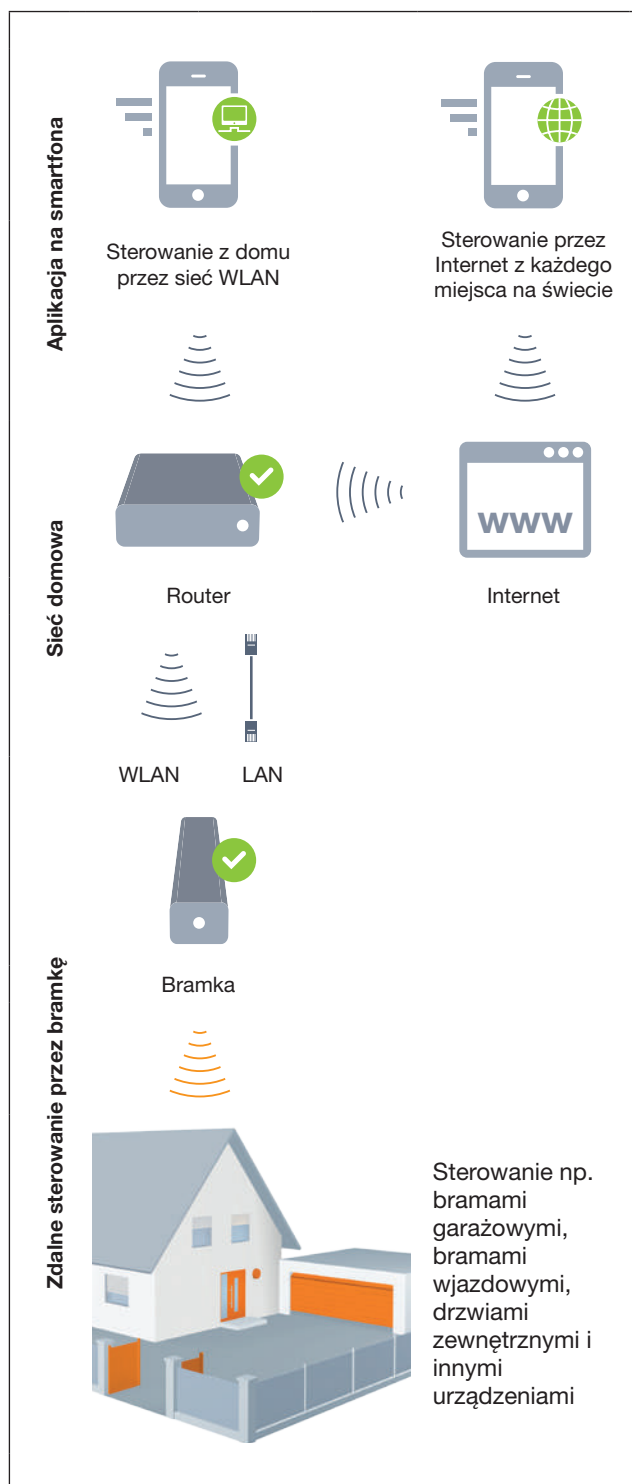 Aplikacja na smartfona
Sterowanie z domu
przez sieć WLAN
Sterowanie przez
Internet z każdego
miejsca na świecie
Sieć domowa
www
Router
Internet
WLAN
LAN
Zdalne sterowanie przez bramkę
Bramka
Sterowanie np.
bramami
garażowymi,
bramami
wjazdowymi,
drzwiami
zewnętrznymi i
innymi
urządzeniami